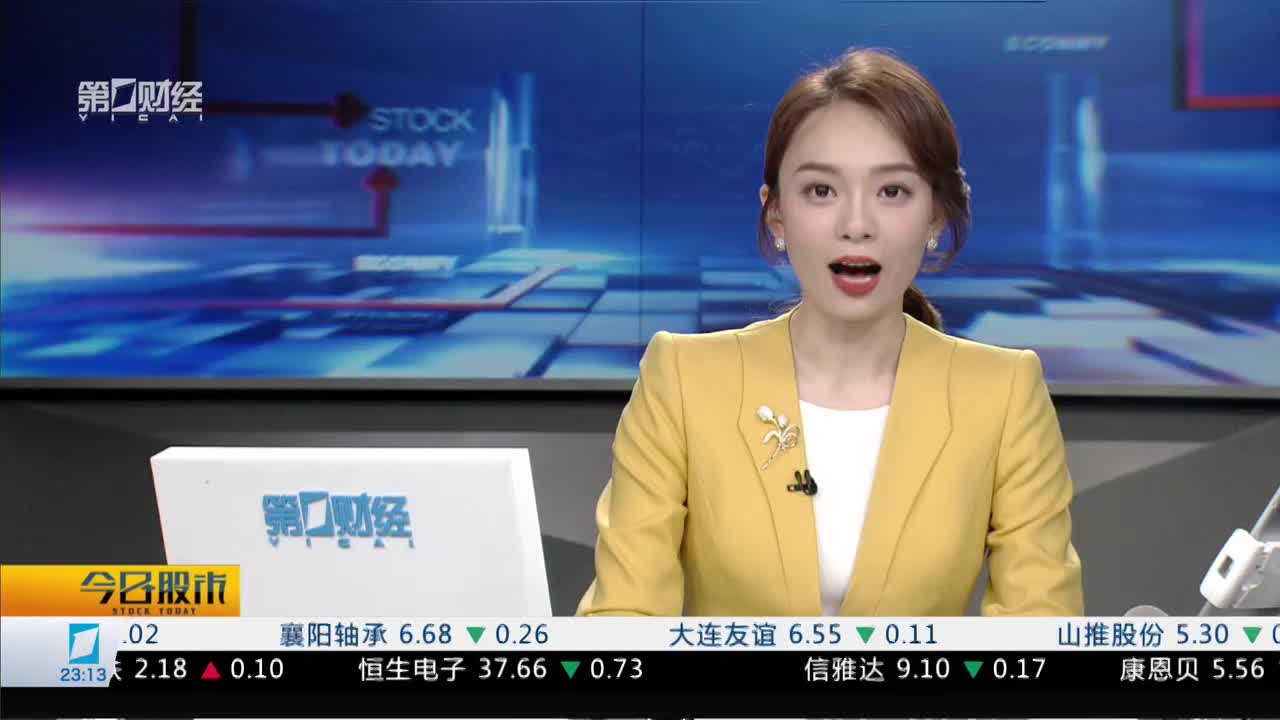 第一财经
YICAI
STOCK
TODAY
ECONMY
ECONMY
第一财经
YICAI
今日股市
STOCK TODAY
.02 襄阳轴承 6.68 ▼ 0.26 大连友谊 6.55 ▼ 0.11 山推股份 5.30 ▼
23:13
2.18 ▲ 0.10 恒生电子 37.66 ▼ 0.73 信雅达 9.10 ▼ 0.17 康恩贝 5.56